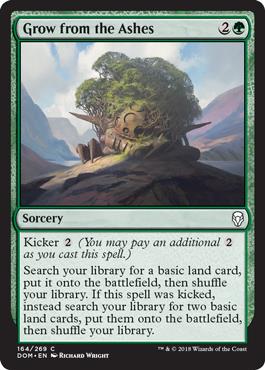 Grow from the Ashes 2
Sorcery
Kicker 2 (You may pay an additional 2
as you cast this spell.)
Search your library for a basic land card,
put it onto the battlefield, then shuffle
your library. If this spell was kicked,
instead search your library for two basic
land cards, put them onto the battlefield,
then shuffle your library.
164/269 C
DOM • EN Richard Wright
™ & © 2018 Wizards of the Coast